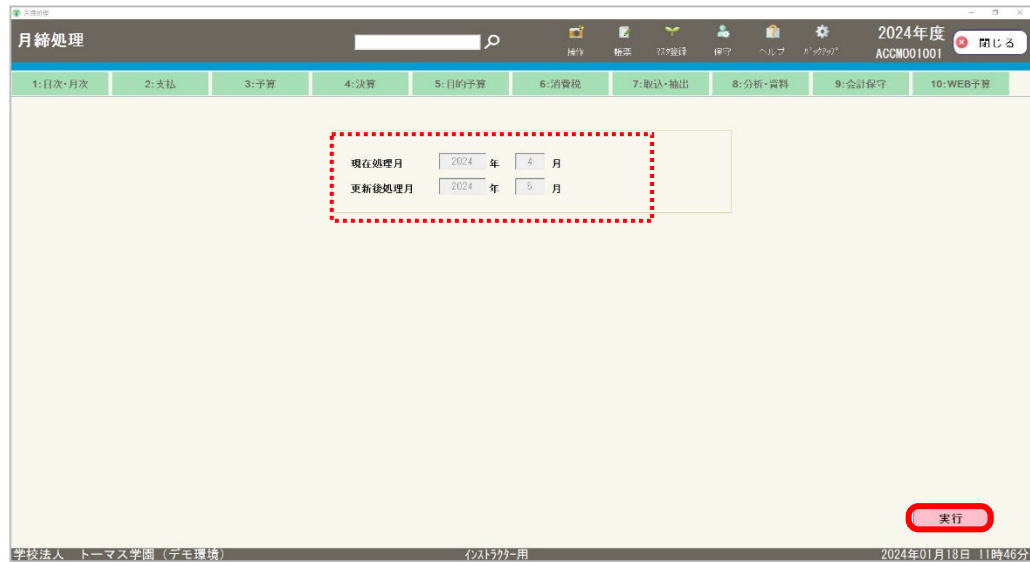 月締処理
月締処理
操作 帳票 マスタ登録 保守 ヘルプ バックアップ
2024年度
ACCM001001
閉じる
1:日次・月次 2:支払 3:予算 4:決算 5:目的予算 6:消費税 7:取込・抽出 8:分析・資料 9:会計保守 10:WEB予算
現在処理月 2024 年 4 月
更新後処理月 2024 年 5 月
実行
学校法人 トーマス学園（デモ環境） インストラクター用 2024年01月18日 11時46分